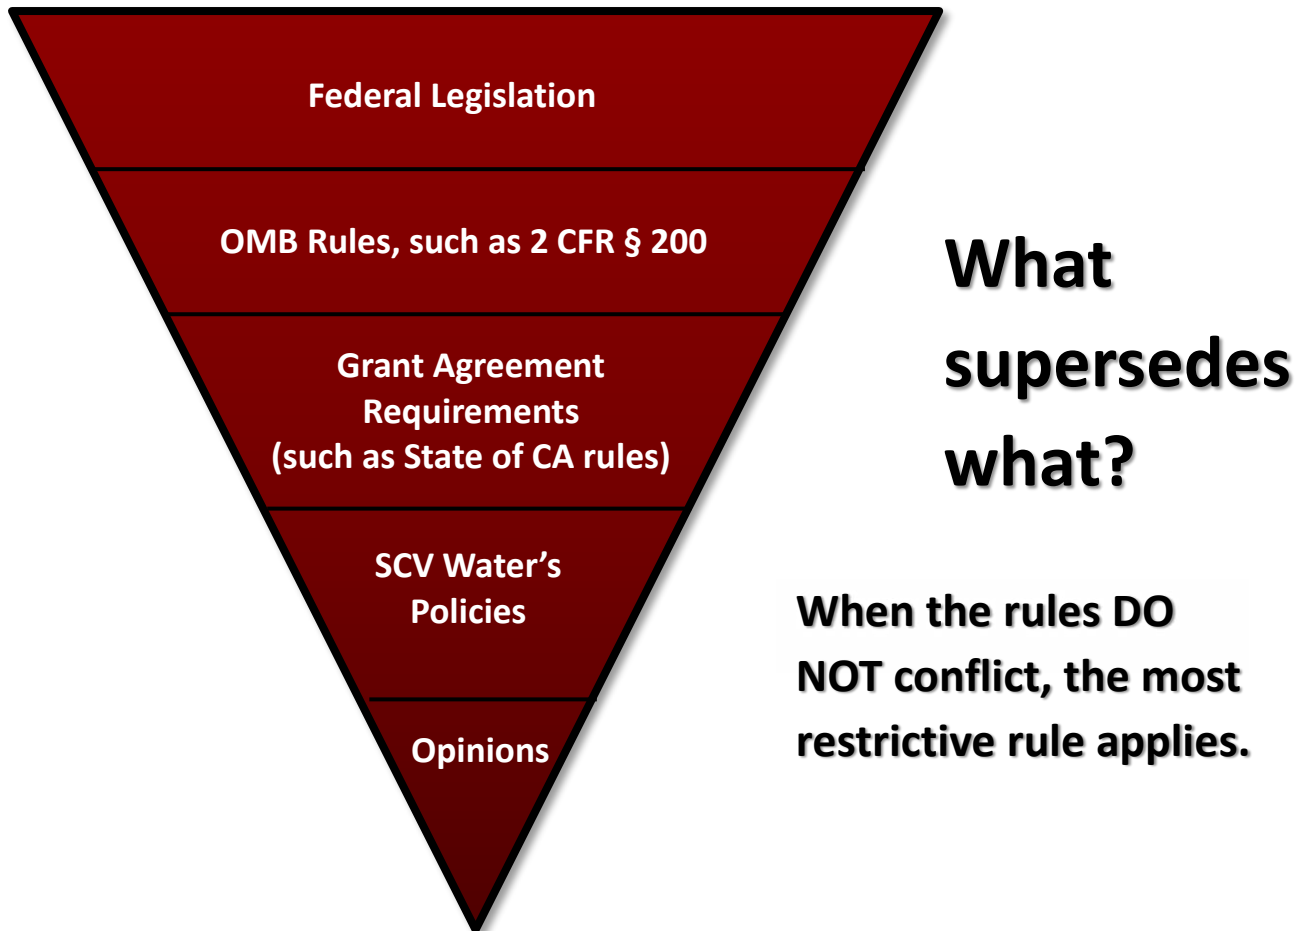 Federal Legislation
OMB Rules, such as 2 CFR § 200
Grant Agreement
Requirements
(such as State of CA rules)
SCV Water’s
Policies
Opinions
What
supersedes
what?
When the rules DO
NOT conflict, the most
restrictive rule applies.